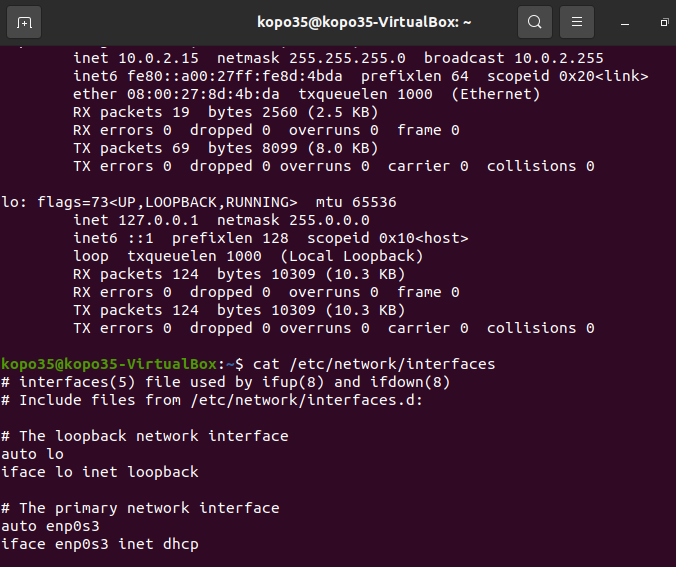 kopo35@kopo35-VirtualBox: ~
inet 10.0.2.15  netmask 255.255.255.0  broadcast 10.0.2.255
inet6 fe80::a00:27ff:fe8d:4bda  prefixlen 64  scopeid 0x20<link>
ether 08:00:27:8d:4b:da  txqueuelen 1000  (Ethernet)
RX packets 19  bytes 2560 (2.5 KB)
RX errors 0  dropped 0  overruns 0  frame 0
TX packets 69  bytes 8099 (8.0 KB)
TX errors 0  dropped 0 overruns 0  carrier 0  collisions 0
lo: flags=73<UP,LOOPBACK,RUNNING>  mtu 65536
inet 127.0.0.1  netmask 255.0.0.0
inet6 ::1  prefixlen 128  scopeid 0x10<host>
loop  txqueuelen 1000  (Local Loopback)
RX packets 124  bytes 10309 (10.3 KB)
RX errors 0  dropped 0  overruns 0  frame 0
TX packets 124  bytes 10309 (10.3 KB)
TX errors 0  dropped 0 overruns 0  carrier 0  collisions 0
kopo35@kopo35-VirtualBox:~$ cat /etc/network/interfaces
# interfaces(5) file used by ifup(8) and ifdown(8)
# Include files from /etc/network/interfaces.d:
# The loopback network interface
auto lo
iface lo inet loopback
# The primary network interface
auto enp0s3
iface enp0s3 inet dhcp